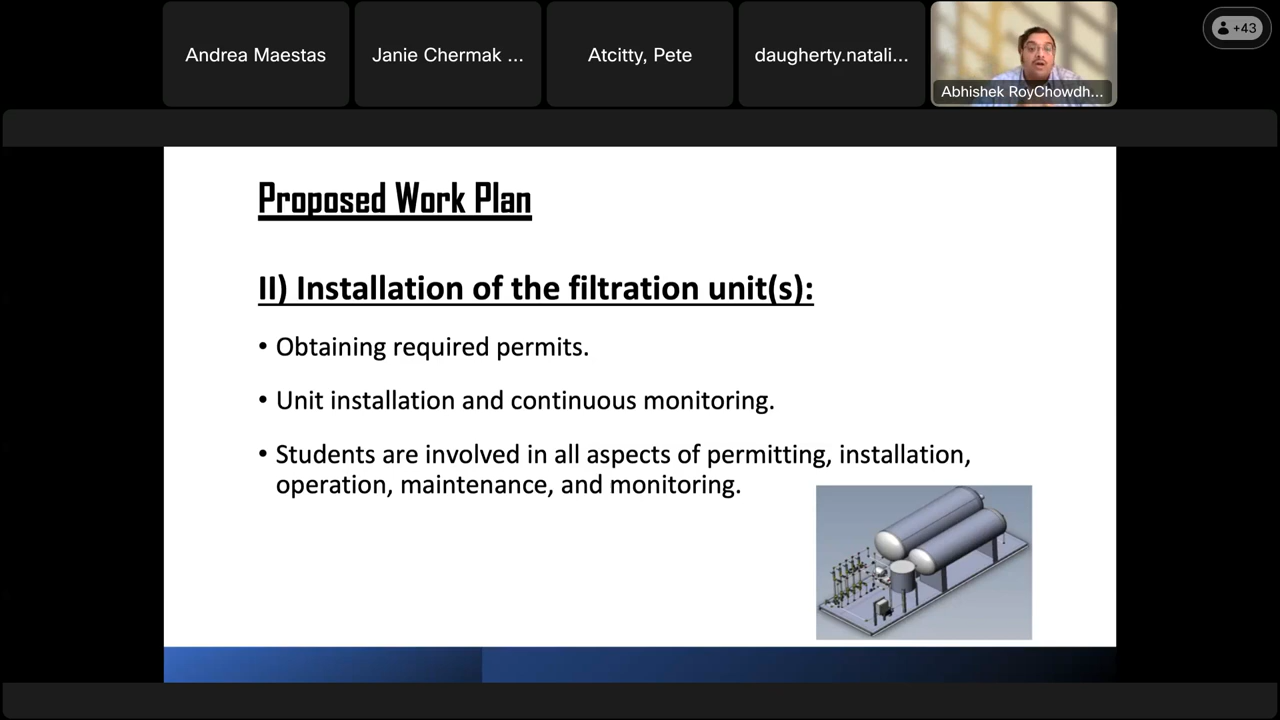 Andrea Maestas
Janie Chermak ...
Atcitty, Pete
daugherty.natali...
Abhishek RoyChowdh...
+43
Proposed Work Plan
II) Installation of the filtration unit(s):
• Obtaining required permits.
• Unit installation and continuous monitoring.
• Students are involved in all aspects of permitting, installation,
operation, maintenance, and monitoring.